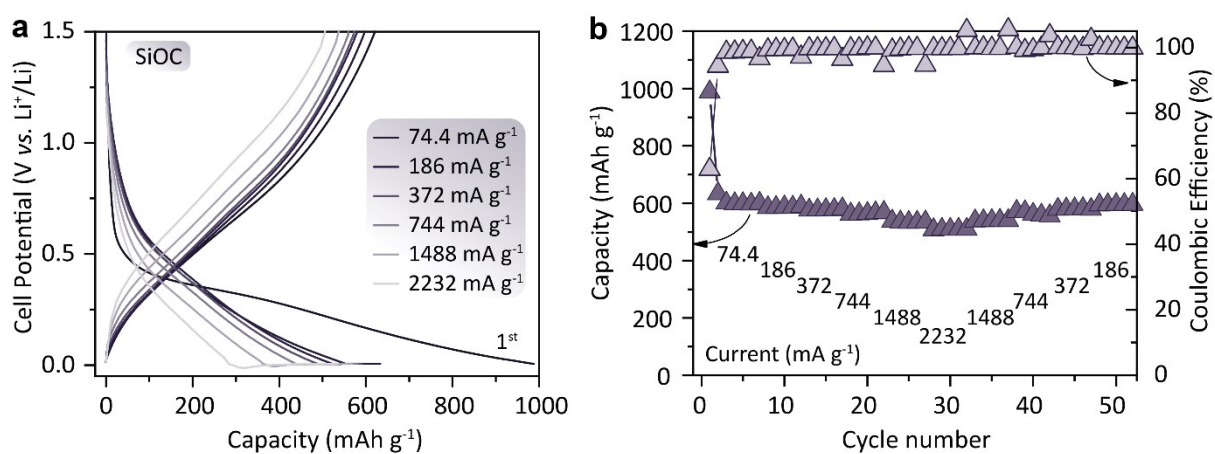 a
SiOC
1.5
1.0
0.5
0.0
Cell Potential (V vs. Li⁺/Li)
74.4 mA g⁻¹
186 mA g⁻¹
372 mA g⁻¹
744 mA g⁻¹
1488 mA g⁻¹
2232 mA g⁻¹
1ˢᵗ
0 200 400 600 800 1000
Capacity (mAh g⁻¹)
b
1200
1000
800
600
400
200
0
Capacity (mAh g⁻¹)
74.4
186
372
744
1488
2232
1488
744
372
186
Current (mA g⁻¹)
0 10 20 30 40 50
Cycle number
100
80
60
40
20
0
Coulombic Efficiency (%)